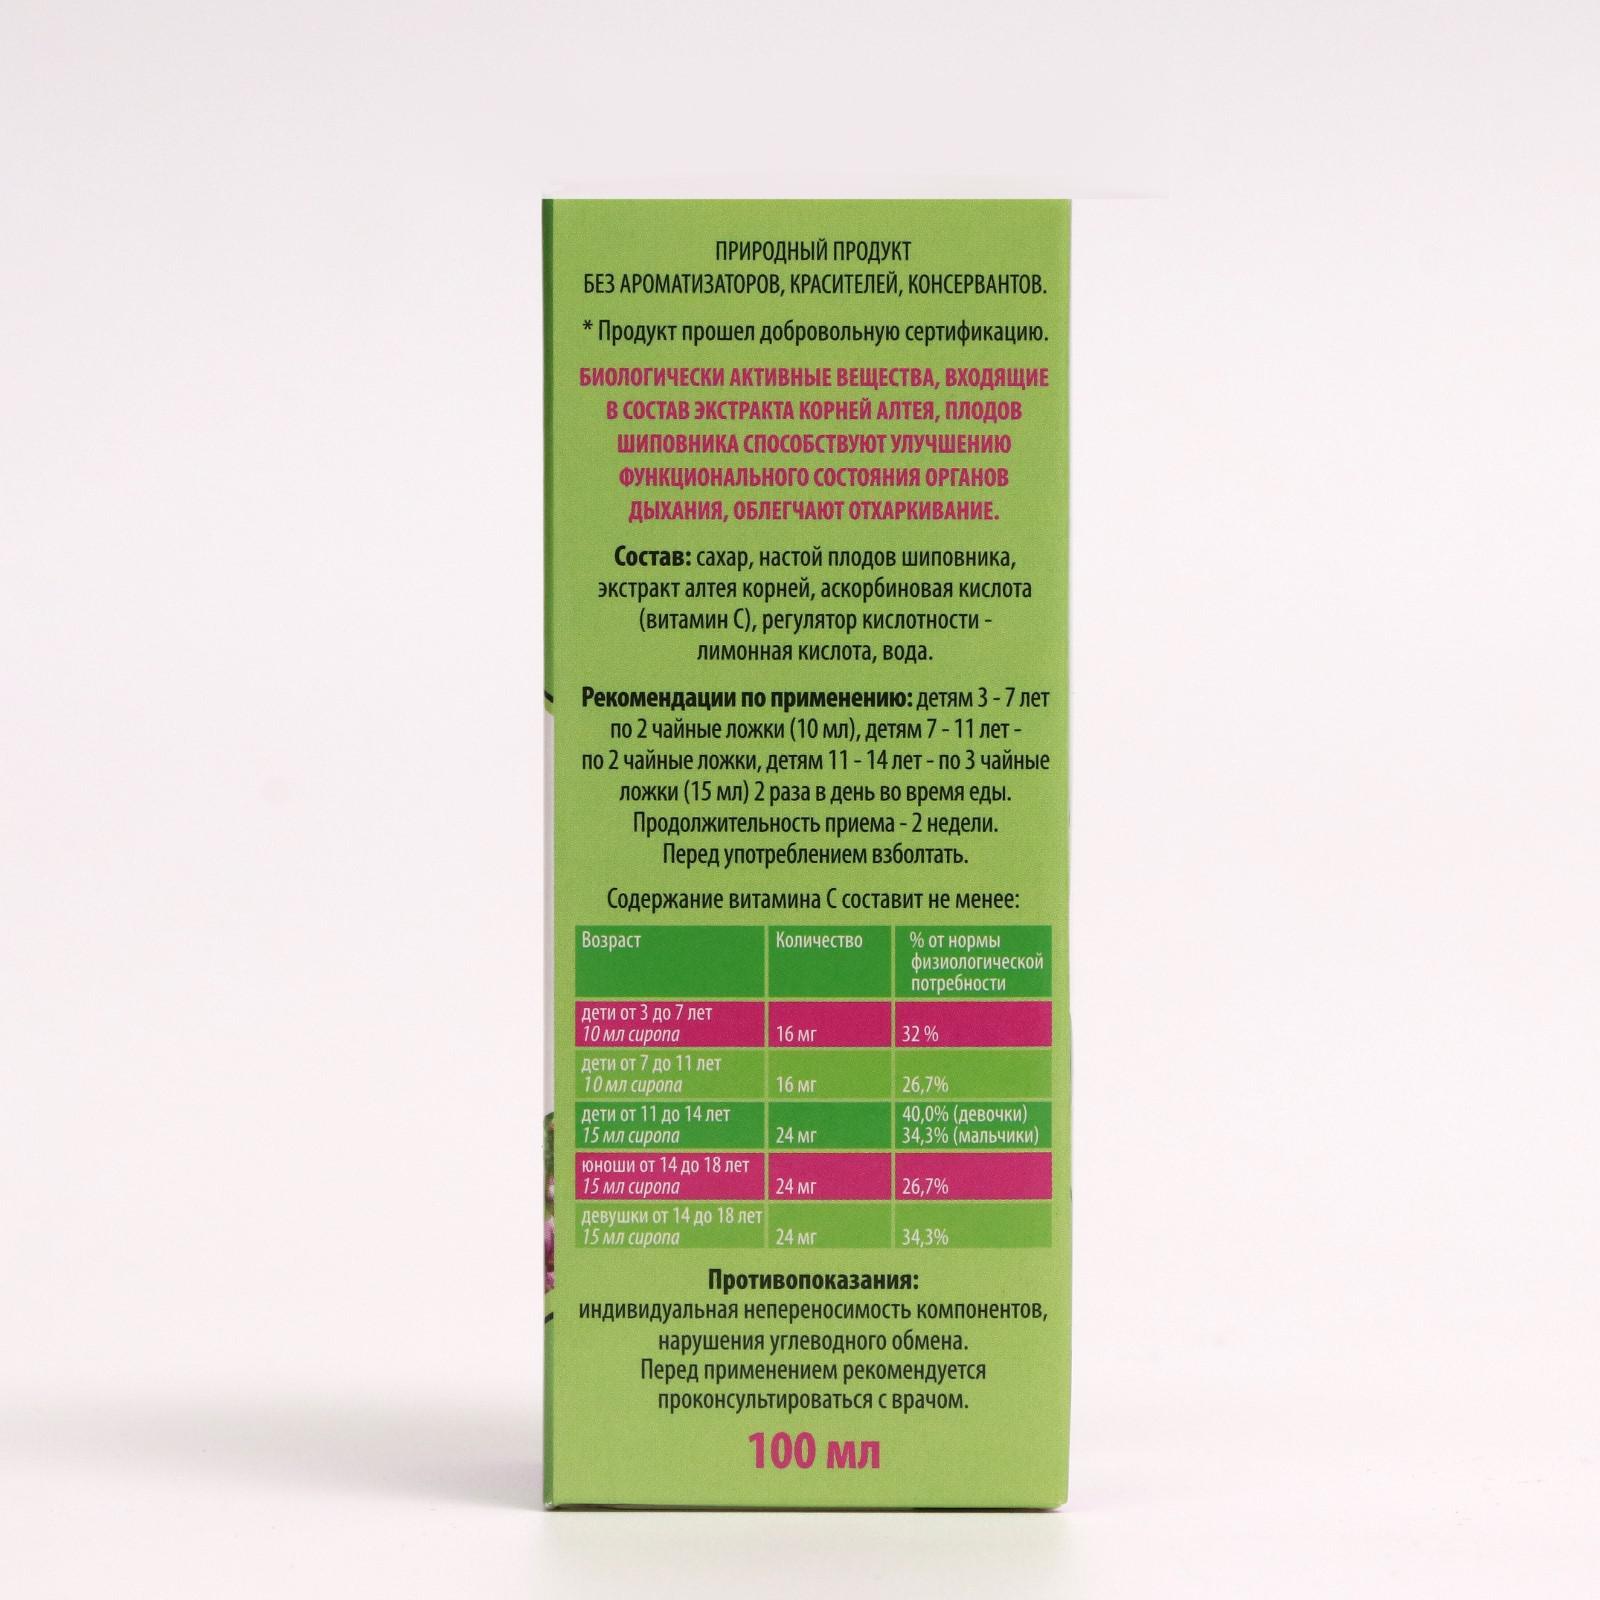 ПРИРОДНЫЙ ПРОДУКТ
БЕЗ АРОМАТИЗАТОРОВ, КРАСИТЕЛЕЙ, КОНСЕРВАНТОВ.
* Продукт прошел добровольную сертификацию.
БИОЛОГИЧЕСКИ АКТИВНЫЕ ВЕЩЕСТВА, ВХОДЯЩИЕ
В СОСТАВ ЭКСТРАКТА КОРНЕЙ АЛТЕЯ, ПЛОДОВ
ШИПОВНИКА СПОСОБСТВУЮТ УЛУЧШЕНИЮ
ФУНКЦИОНАЛЬНОГО СОСТОЯНИЯ ОРГАНОВ
ДЫХАНИЯ, ОБЛЕГЧАЮТ ОТХАРКИВАНИЕ.
Состав: сахар, настой плодов шиповника,
экстракт алтея корней, аскорбиновая кислота
(витамин С), регулятор кислотности -
лимонная кислота, вода.
Рекомендации по применению: детям 3 - 7 лет
по 2 чайные ложки (10 мл), детям 7 - 11 лет -
по 2 чайные ложки, детям 11 - 14 лет - по 3 чайные
ложки (15 мл) 2 раза в день во время еды.
Продолжительность приема - 2 недели.
Перед употреблением взболтать.
Содержание витамина С составит не менее:
Возраст Количество % от нормы
физиологической
потребности
дети от 3 до 7 лет
10 мл сиропа 16 мг 32 %
дети от 7 до 11 лет
10 мл сиропа 16 мг 26,7%
дети от 11 до 14 лет 40,0% (девочки)
15 мл сиропа 24 мг 34,3% (мальчики)
юноши от 14 до 18 лет
15 мл сиропа 24 мг 26,7%
девушки от 14 до 18 лет
15 мл сиропа 24 мг 34,3%
Противопоказания:
индивидуальная непереносимость компонентов,
нарушения углеводного обмена.
Перед применением рекомендуется
проконсультироваться с врачом.
100 мл